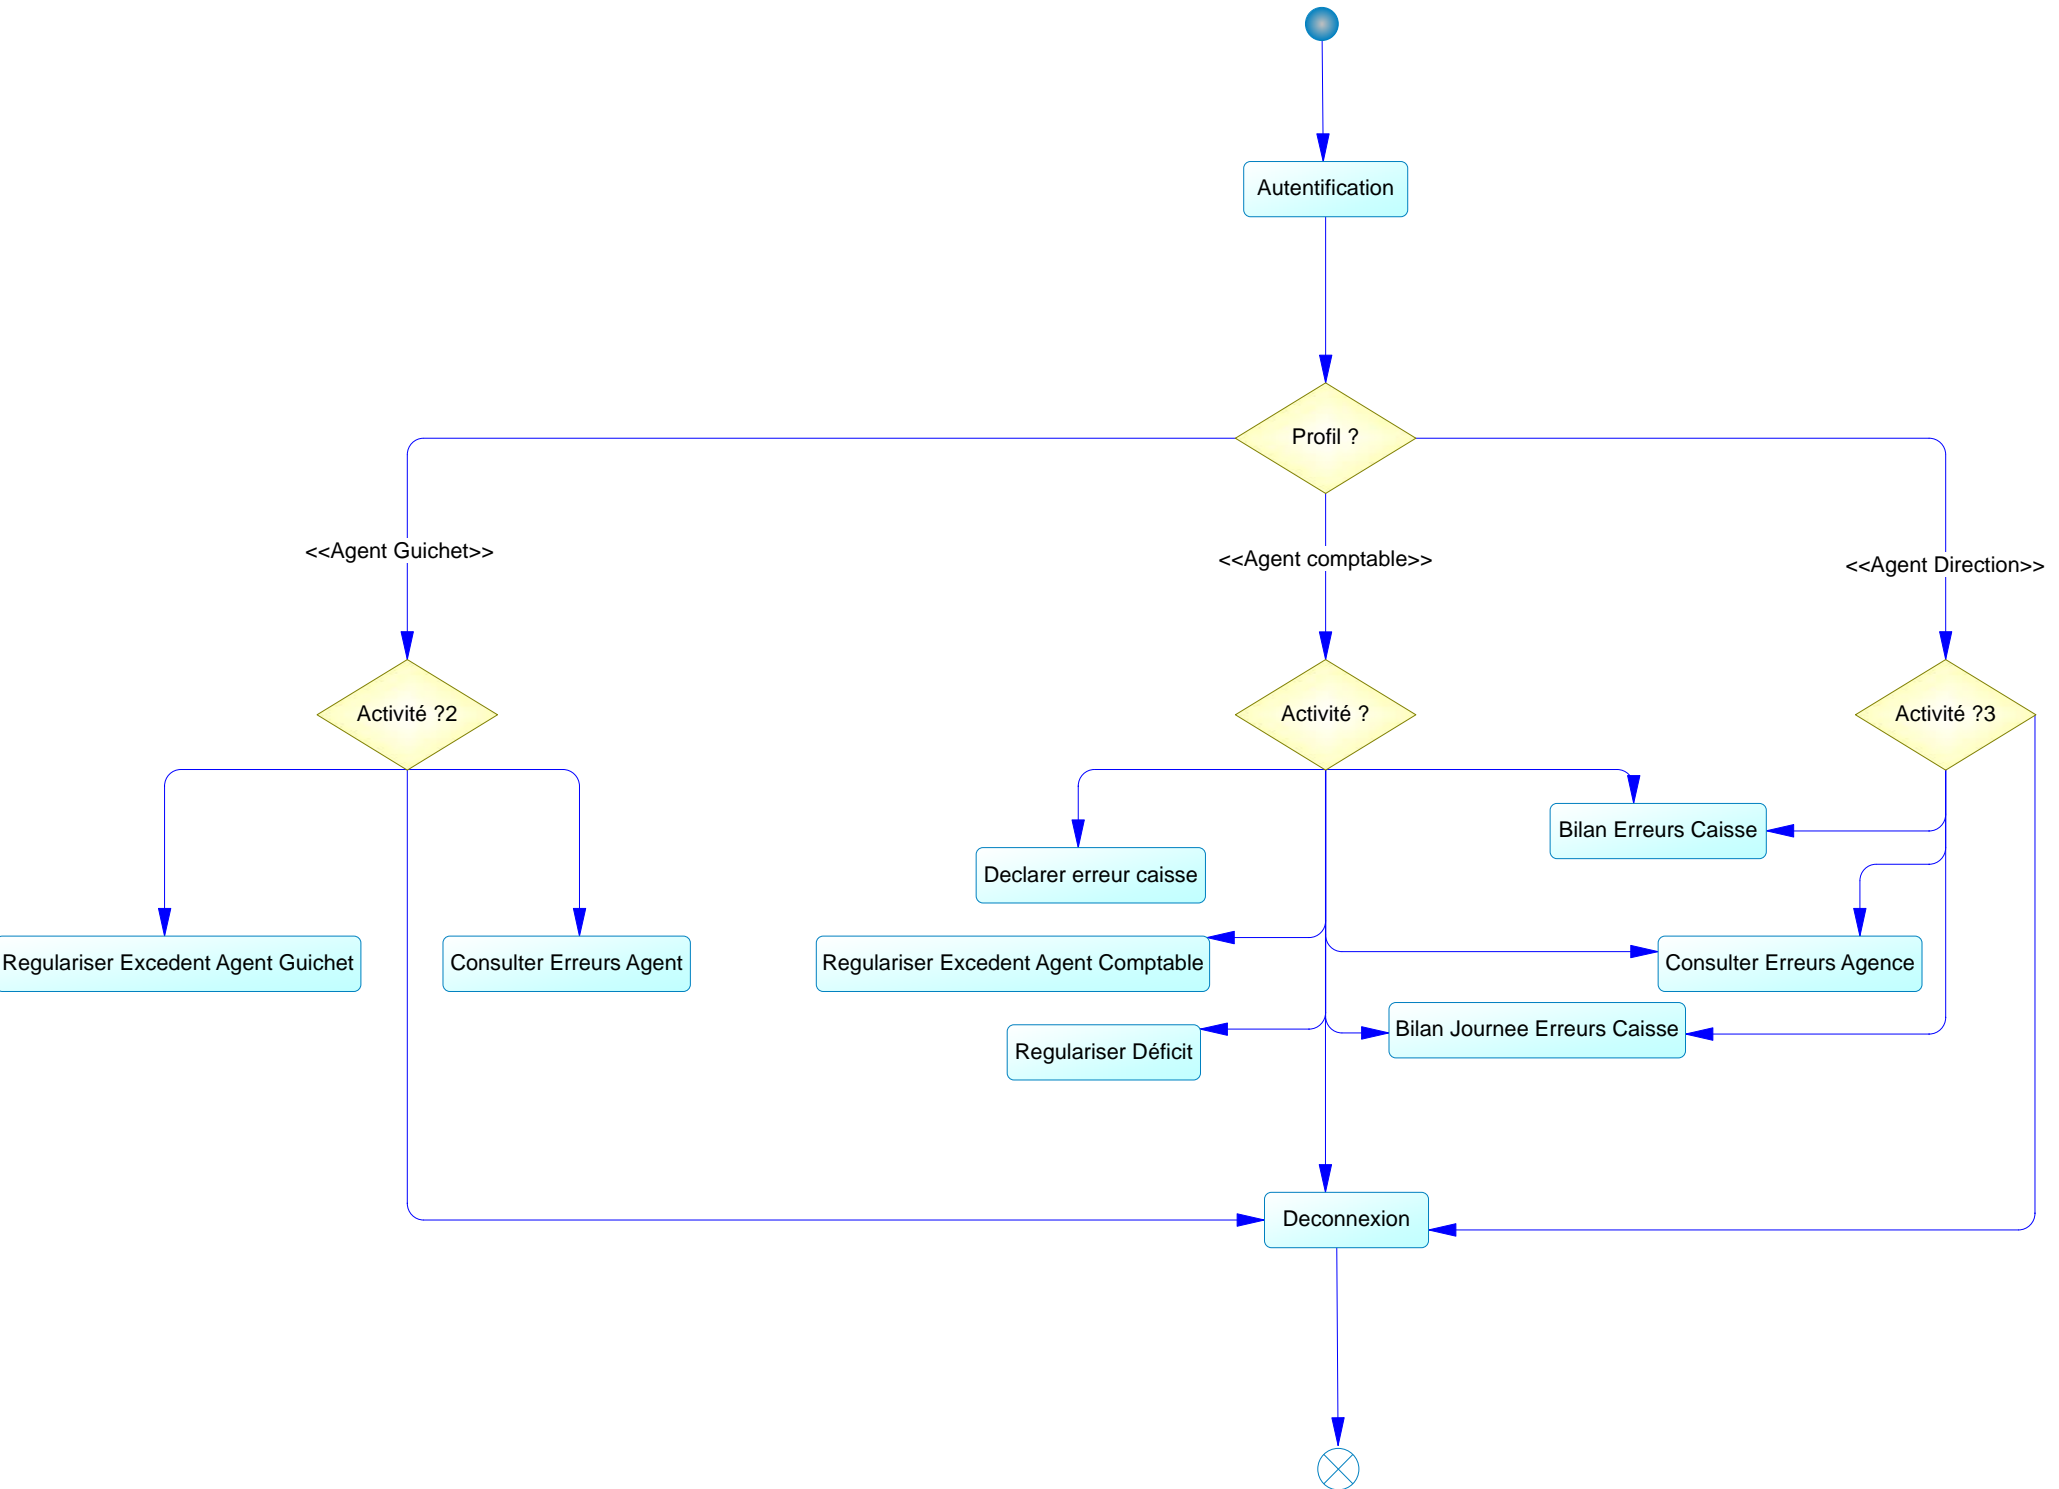 Autentification
Profil ?
<<Agent Guichet>>
<<Agent comptable>>
<<Agent Direction>>
Activité ?2
Activité ?
Activité ?3
Bilan Erreurs Caisse
Declarer erreur caisse
Regulariser Excedent Agent Guichet
Consulter Erreurs Agent
Regulariser Excedent Agent Comptable
Consulter Erreurs Agence
Bilan Journee Erreurs Caisse
Regulariser Déficit
Deconnexion